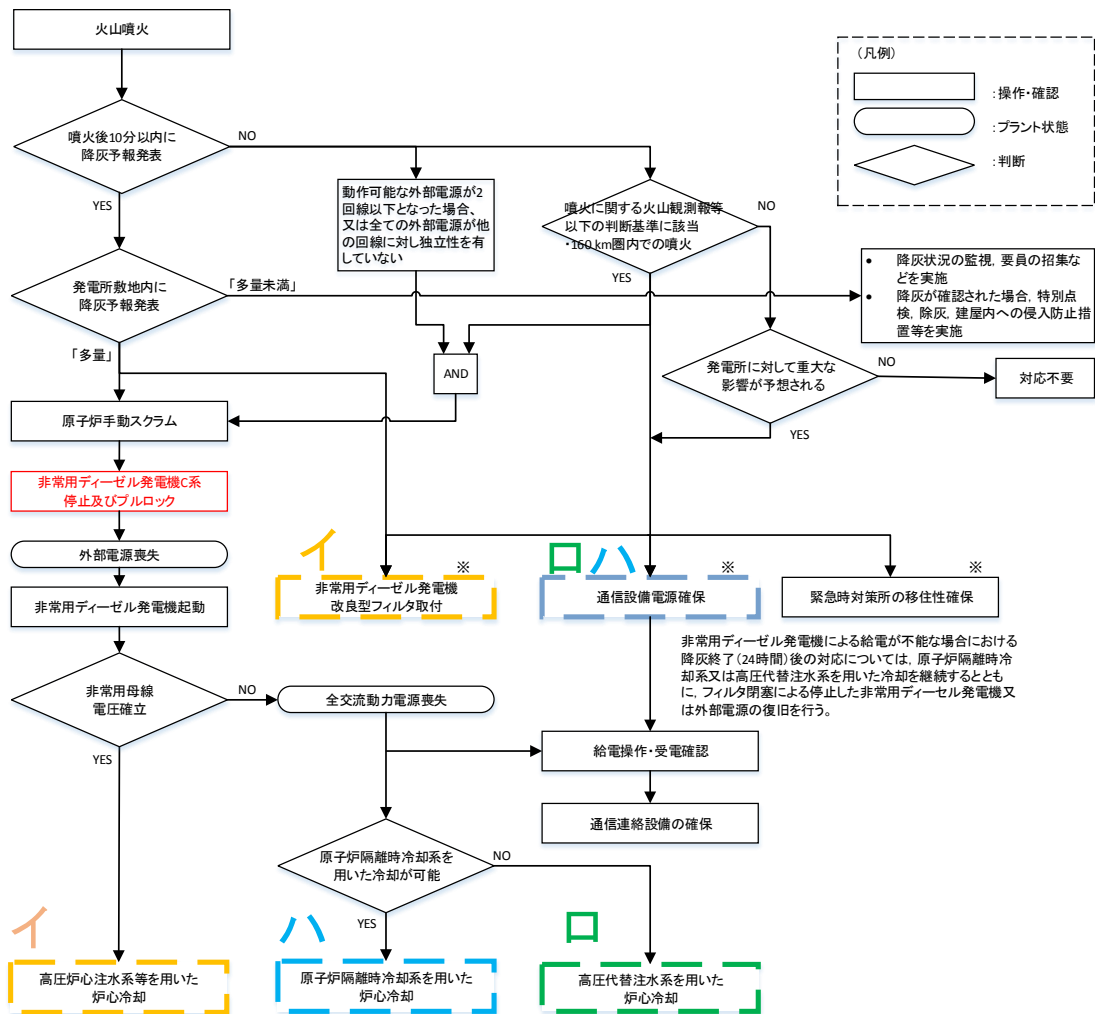 火山噴火
(凡例)
:操作・確認
:プラント状態
:判断
噴火後10分以内に
降灰予報発表
NO
YES
動作可能な外部電源が2
回線以下となった場合、
又は全ての外部電源が他
の回線に対し独立性を有
していない
噴火に関する火山観測報等
以下の判断基準に該当
・160 km圏内での噴火
NO
YES
発電所敷地内に
降灰予報発表
「多量未満」
「多量」
• 降灰状況の監視, 要員の招集な
どを実施
• 降灰が確認された場合, 特別点
検, 除灰, 建屋内への侵入防止措
置等を実施
AND
発電所に対して重大な
影響が予想される
NO
YES
対応不要
原子炉手動スクラム
非常用ディーゼル発電機C系
停止及びプルロック
外部電源喪失
非常用ディーゼル発電機起動
イ
※
非常用ディーゼル発電機
改良型フィルタ取付
ロハ
※
通信設備電源確保
※
緊急時対策所の移住性確保
非常用ディーゼル発電機による給電が不能な場合における
降灰終了(24時間)後の対応については, 原子炉隔離時冷
却系又は高圧代替注水系を用いた冷却を継続するととも
に, フィルタ閉塞による停止した非常用ディーゼル発電機又
は外部電源の復旧を行う。
非常用母線
電圧確立
NO
YES
全交流動力電源喪失
給電操作・受電確認
通信連絡設備の確保
原子炉隔離時冷却系を
用いた冷却が可能
NO
YES
イ
高圧炉心注水系等を用いた
炉心冷却
ハ
原子炉隔離時冷却系を用いた
炉心冷却
ロ
高圧代替注水系を用いた
炉心冷却